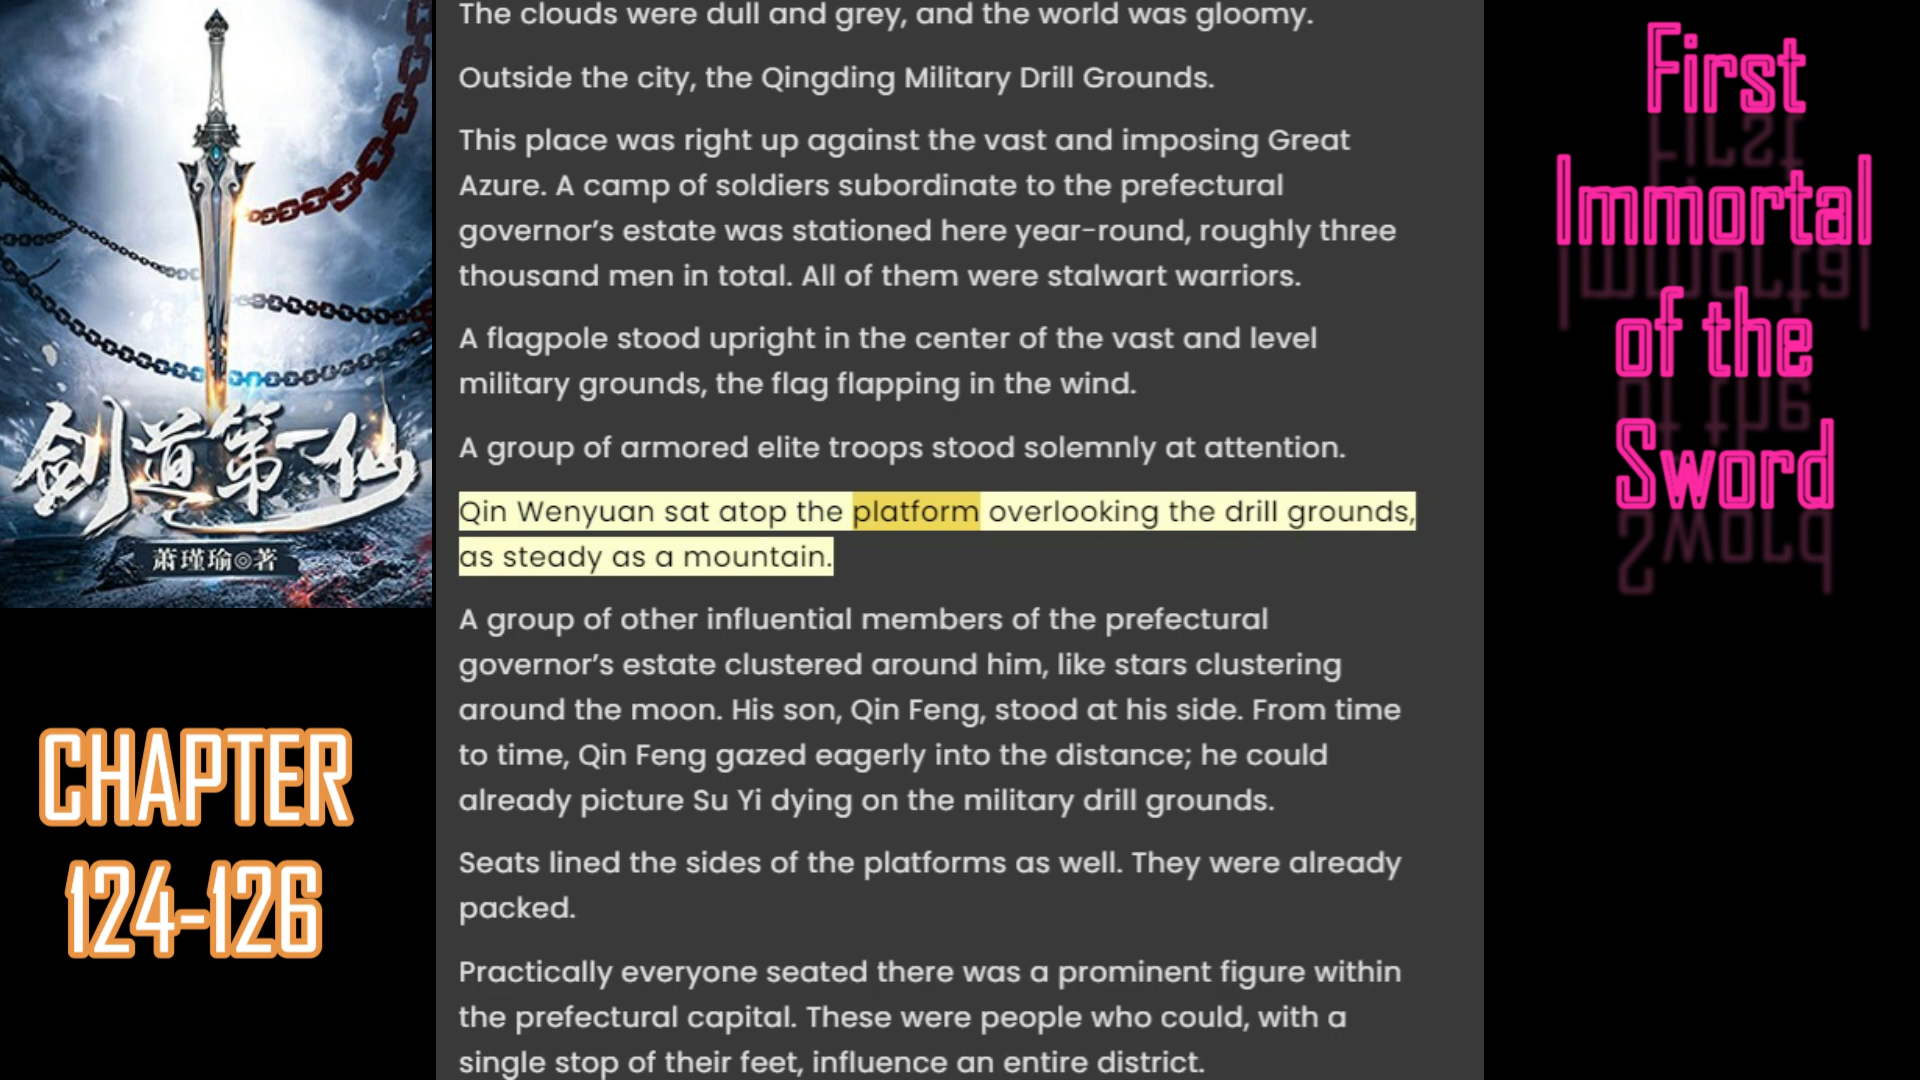 剑道第一仙
萧瑾瑜◎著
CHAPTER
124-126
The clouds were dull and grey, and the world was gloomy.
Outside the city, the Qingding Military Drill Grounds.
This place was right up against the vast and imposing Great
Azure. A camp of soldiers subordinate to the prefectural
governor’s estate was stationed here year-round, roughly three
thousand men in total. All of them were stalwart warriors.
A flagpole stood upright in the center of the vast and level
military grounds, the flag flapping in the wind.
A group of armored elite troops stood solemnly at attention.
Qin Wenyuan sat atop the platform overlooking the drill grounds,
as steady as a mountain.
A group of other influential members of the prefectural
governor’s estate clustered around him, like stars clustering
around the moon. His son, Qin Feng, stood at his side. From time
to time, Qin Feng gazed eagerly into the distance; he could
already picture Su Yi dying on the military drill grounds.
Seats lined the sides of the platforms as well. They were already
packed.
Practically everyone seated there was a prominent figure within
the prefectural capital. These were people who could, with a
single stop of their feet, influence an entire district.
First
Immortal
of the
Sword